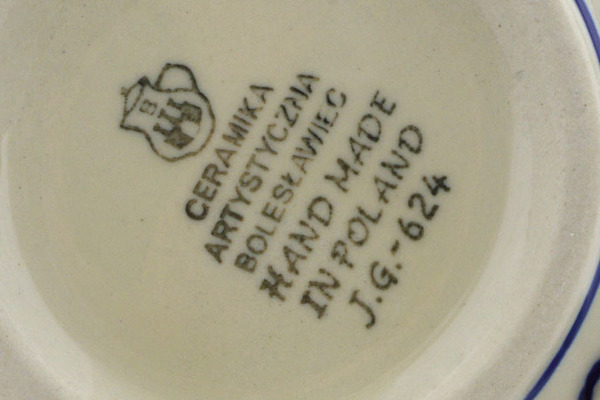 B
CERAMIKA
ARTYSTYCZNA
BOLESŁAWIEC
HAND MADE
IN POLAND
J.G.-624